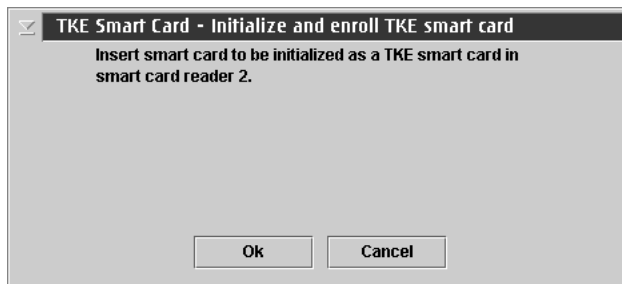 TKE Smart Card - Initialize and enroll TKE smart card
Insert smart card to be initialized as a TKE smart card in
smart card reader 2.
Ok
Cancel